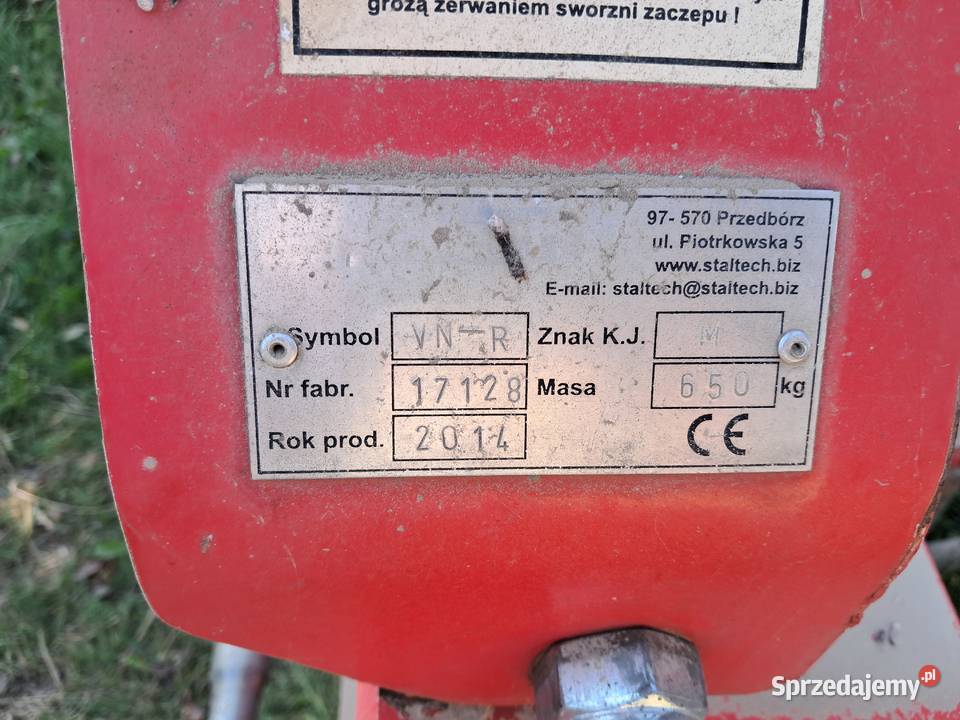 grożą zerwaniem sworzni zaczepu !
97- 570 Przedbórz
ul. Piotrkowska 5
www.staltech.biz
E-mail: staltech@staltech.biz
Symbol VN-R Znak K.J. M
Nr fabr. 17128 Masa 650 kg
Rok prod. 2014 CE
Sprzedajemy.pl